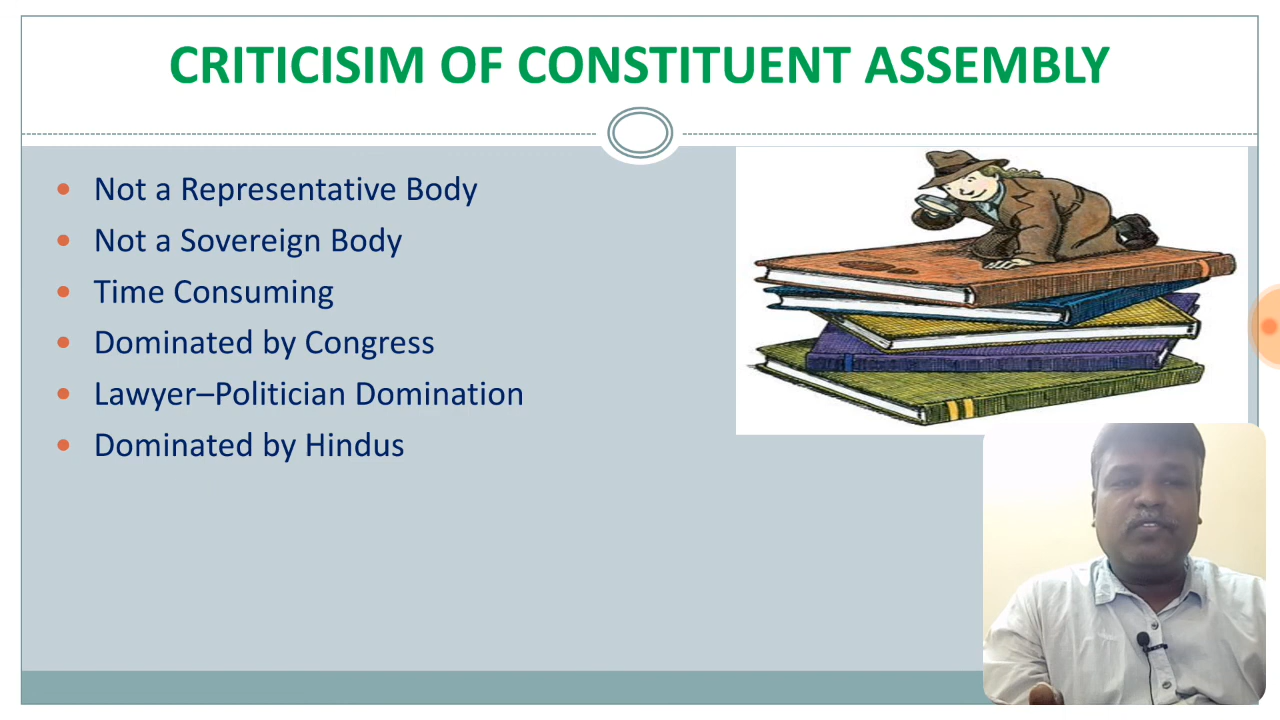 CRITICISIM OF CONSTITUENT ASSEMBLY
Not a Representative Body
Not a Sovereign Body
Time Consuming
Dominated by Congress
Lawyer–Politician Domination
Dominated by Hindus